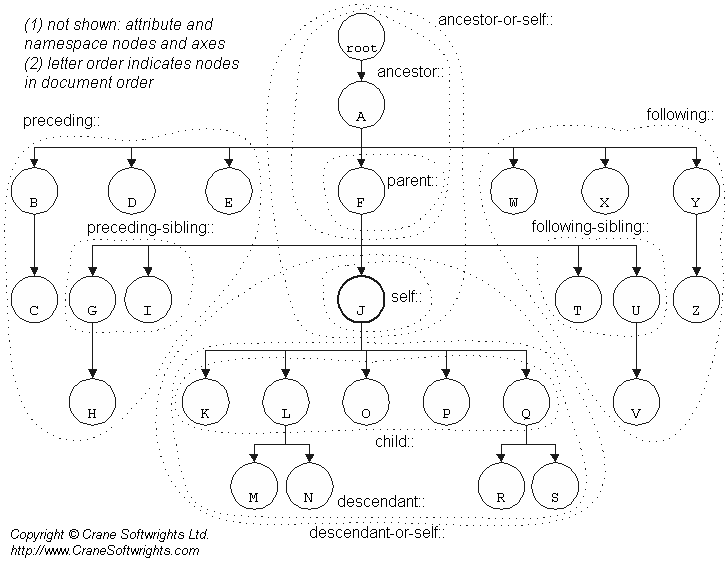 (1) not shown: attribute and
namespace nodes and axes
(2) letter order indicates nodes
in document order
ancestor-or-self::
root
ancestor::
A
preceding::
following::
B
D
E
F
parent::
W
X
Y
preceding-sibling::
following-sibling::
C
G
I
J
self::
T
U
Z
H
K
L
O
P
Q
V
child::
M
N
R
S
descendant::
descendant-or-self::
Copyright © Crane Softwrights Ltd.
http://www.CraneSoftwrights.com